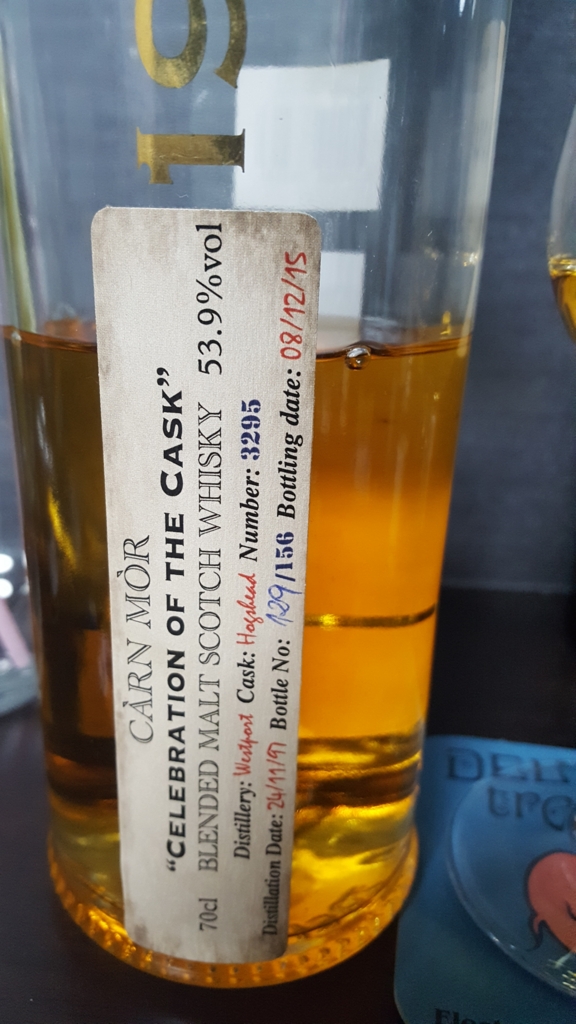 19
CÀRN MÒR
"CELEBRATION OF THE CASK"
70cl BLENDED MALT SCOTCH WHISKY 53.9%vol
Distillery: Westport Cask: Hogshead Number: 3295
Distillation Date: 24/11/97 Bottle No: 129/156 Bottling date: 08/12/15